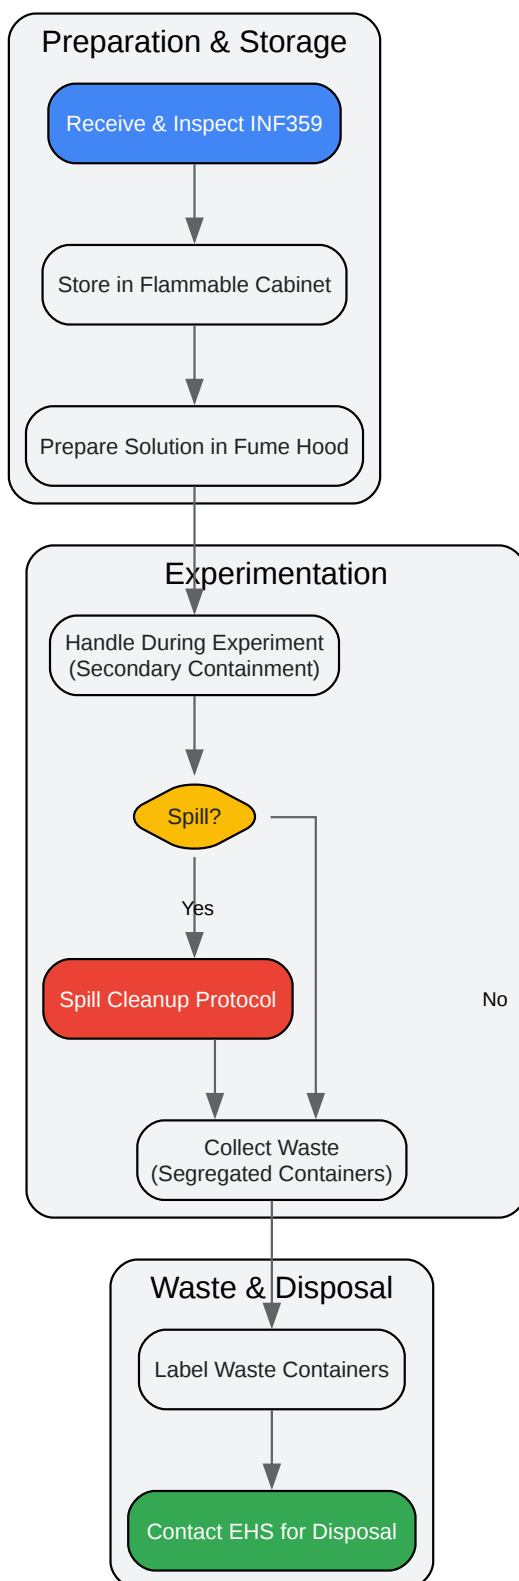 Preparation & Storage
Receive & Inspect INF359
Store in Flammable Cabinet
Prepare Solution in Fume Hood
Experimentation
Handle During Experiment
(Secondary Containment)
Spill?
Yes
Spill Cleanup Protocol
No
Collect Waste
(Segregated Containers)
Waste & Disposal
Label Waste Containers
Contact EHS for Disposal